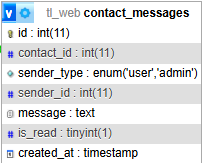 v tl_web contact_messages
id : int(11)
contact_id : int(11)
sender_type : enum('user','admin')
sender_id : int(11)
message : text
is_read : tinyint(1)
created_at : timestamp